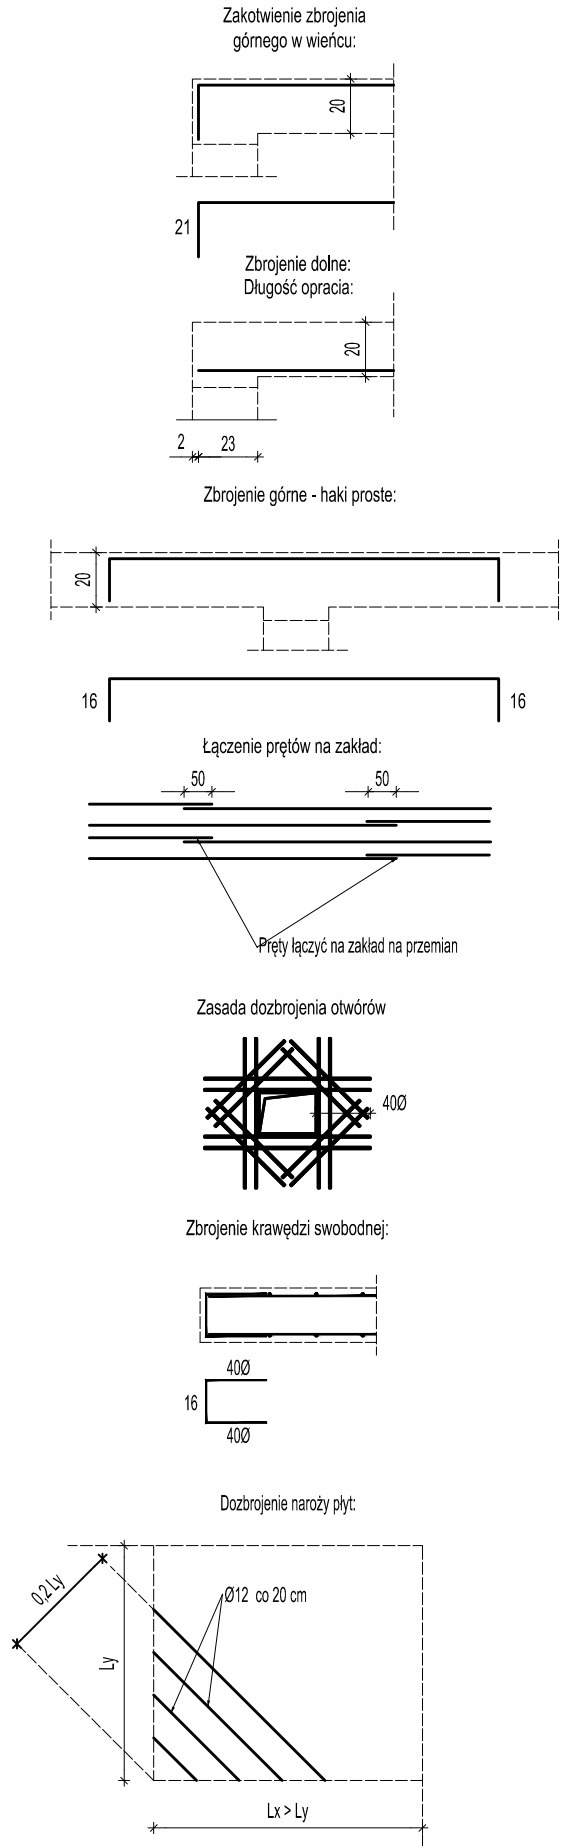 Zakotwienie zbrojenia
górnego w wieńcu:
20
21
Zbrojenie dolne:
Długość opracia:
20
2 23
Zbrojenie górne - haki proste:
20
16 16
Łączenie prętów na zakład:
50 50
Pręty łączyć na zakład na przemian
Zasada dozbrojenia otwórów
40Ø
Zbrojenie krawędzi swobodnej:
40Ø
16
40Ø
Dozbrojenie naroży płyt:
0,2 Ly
Ø12 co 20 cm
Ly
Lx > Ly